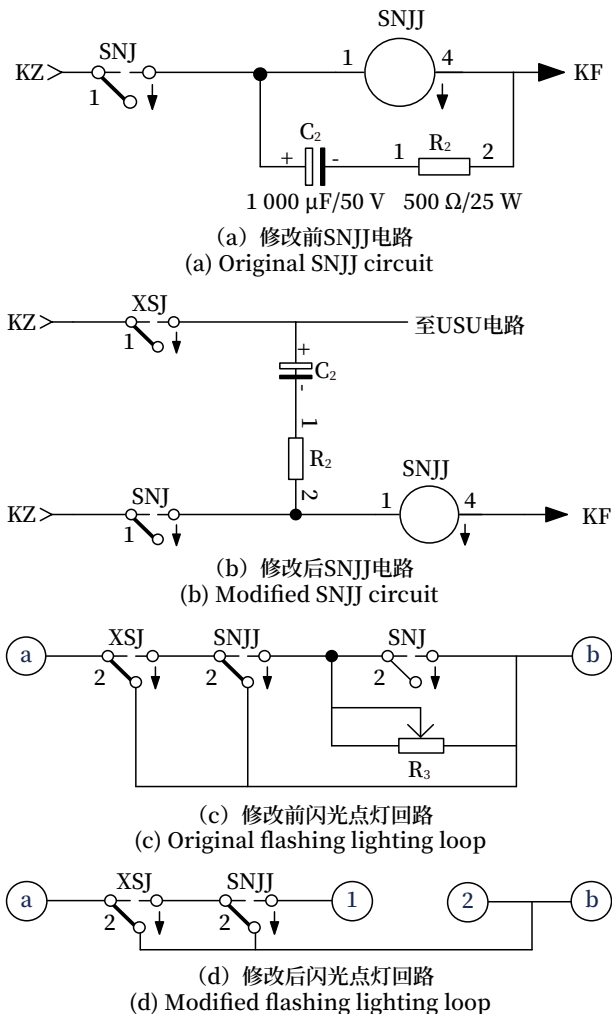 SNJJ
SNJ
KZ
1
1
4
KF
C₂
+
-
1
R₂
2
1 000 μF/50 V
500 Ω/25 W
（a）修改前SNJJ电路
(a) Original SNJJ circuit
XSJ
KZ
1
至USU电路
+
C₂
-
1
R₂
2
SNJ
SNJJ
KZ
1
1
4
KF
（b）修改后SNJJ电路
(b) Modified SNJJ circuit
XSJ
SNJJ
SNJ
a
2
2
2
b
R₃
（c）修改前闪光点灯回路
(c) Original flashing lighting loop
XSJ
SNJJ
a
2
2
1
2
b
（d）修改后闪光点灯回路
(d) Modified flashing lighting loop